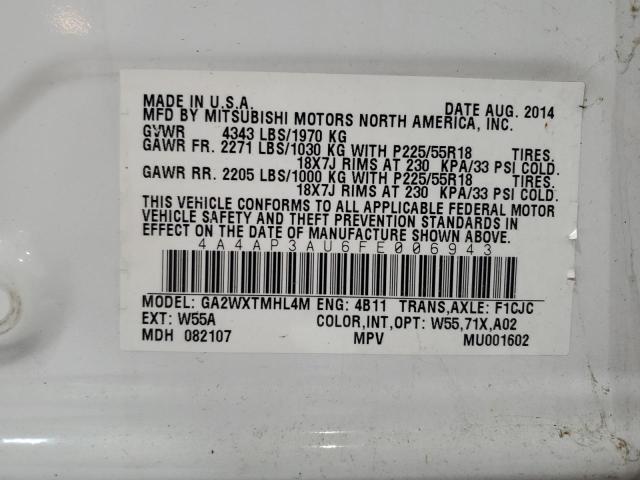 MADE IN U.S.A. DATE AUG. 2014
MFD BY MITSUBISHI MOTORS NORTH AMERICA, INC.
GVWR 4343 LBS/1970 KG
GAWR FR. 2271 LBS/1030 KG WITH P225/55R18 TIRES.
18X7J RIMS AT 230 KPA/33 PSI COLD.
GAWR RR. 2205 LBS/1000 KG WITH P225/55R18 TIRES.
18X7J RIMS AT 230 KPA/33 PSI COLD.
THIS VEHICLE CONFORMS TO ALL APPLICABLE FEDERAL MOTOR
VEHICLE SAFETY AND THEFT PREVENTION STANDARDS IN
EFFECT ON THE DATE OF MANUFACTURE SHOWN ABOVE.
4A4AP3AU6FE006943
MODEL: GA2WXTMHL4M ENG: 4B11 TRANS,AXLE: F1CJC
EXT: W55A COLOR,INT,OPT: W55,71X,A02
MDH 082107 MPV MU001602